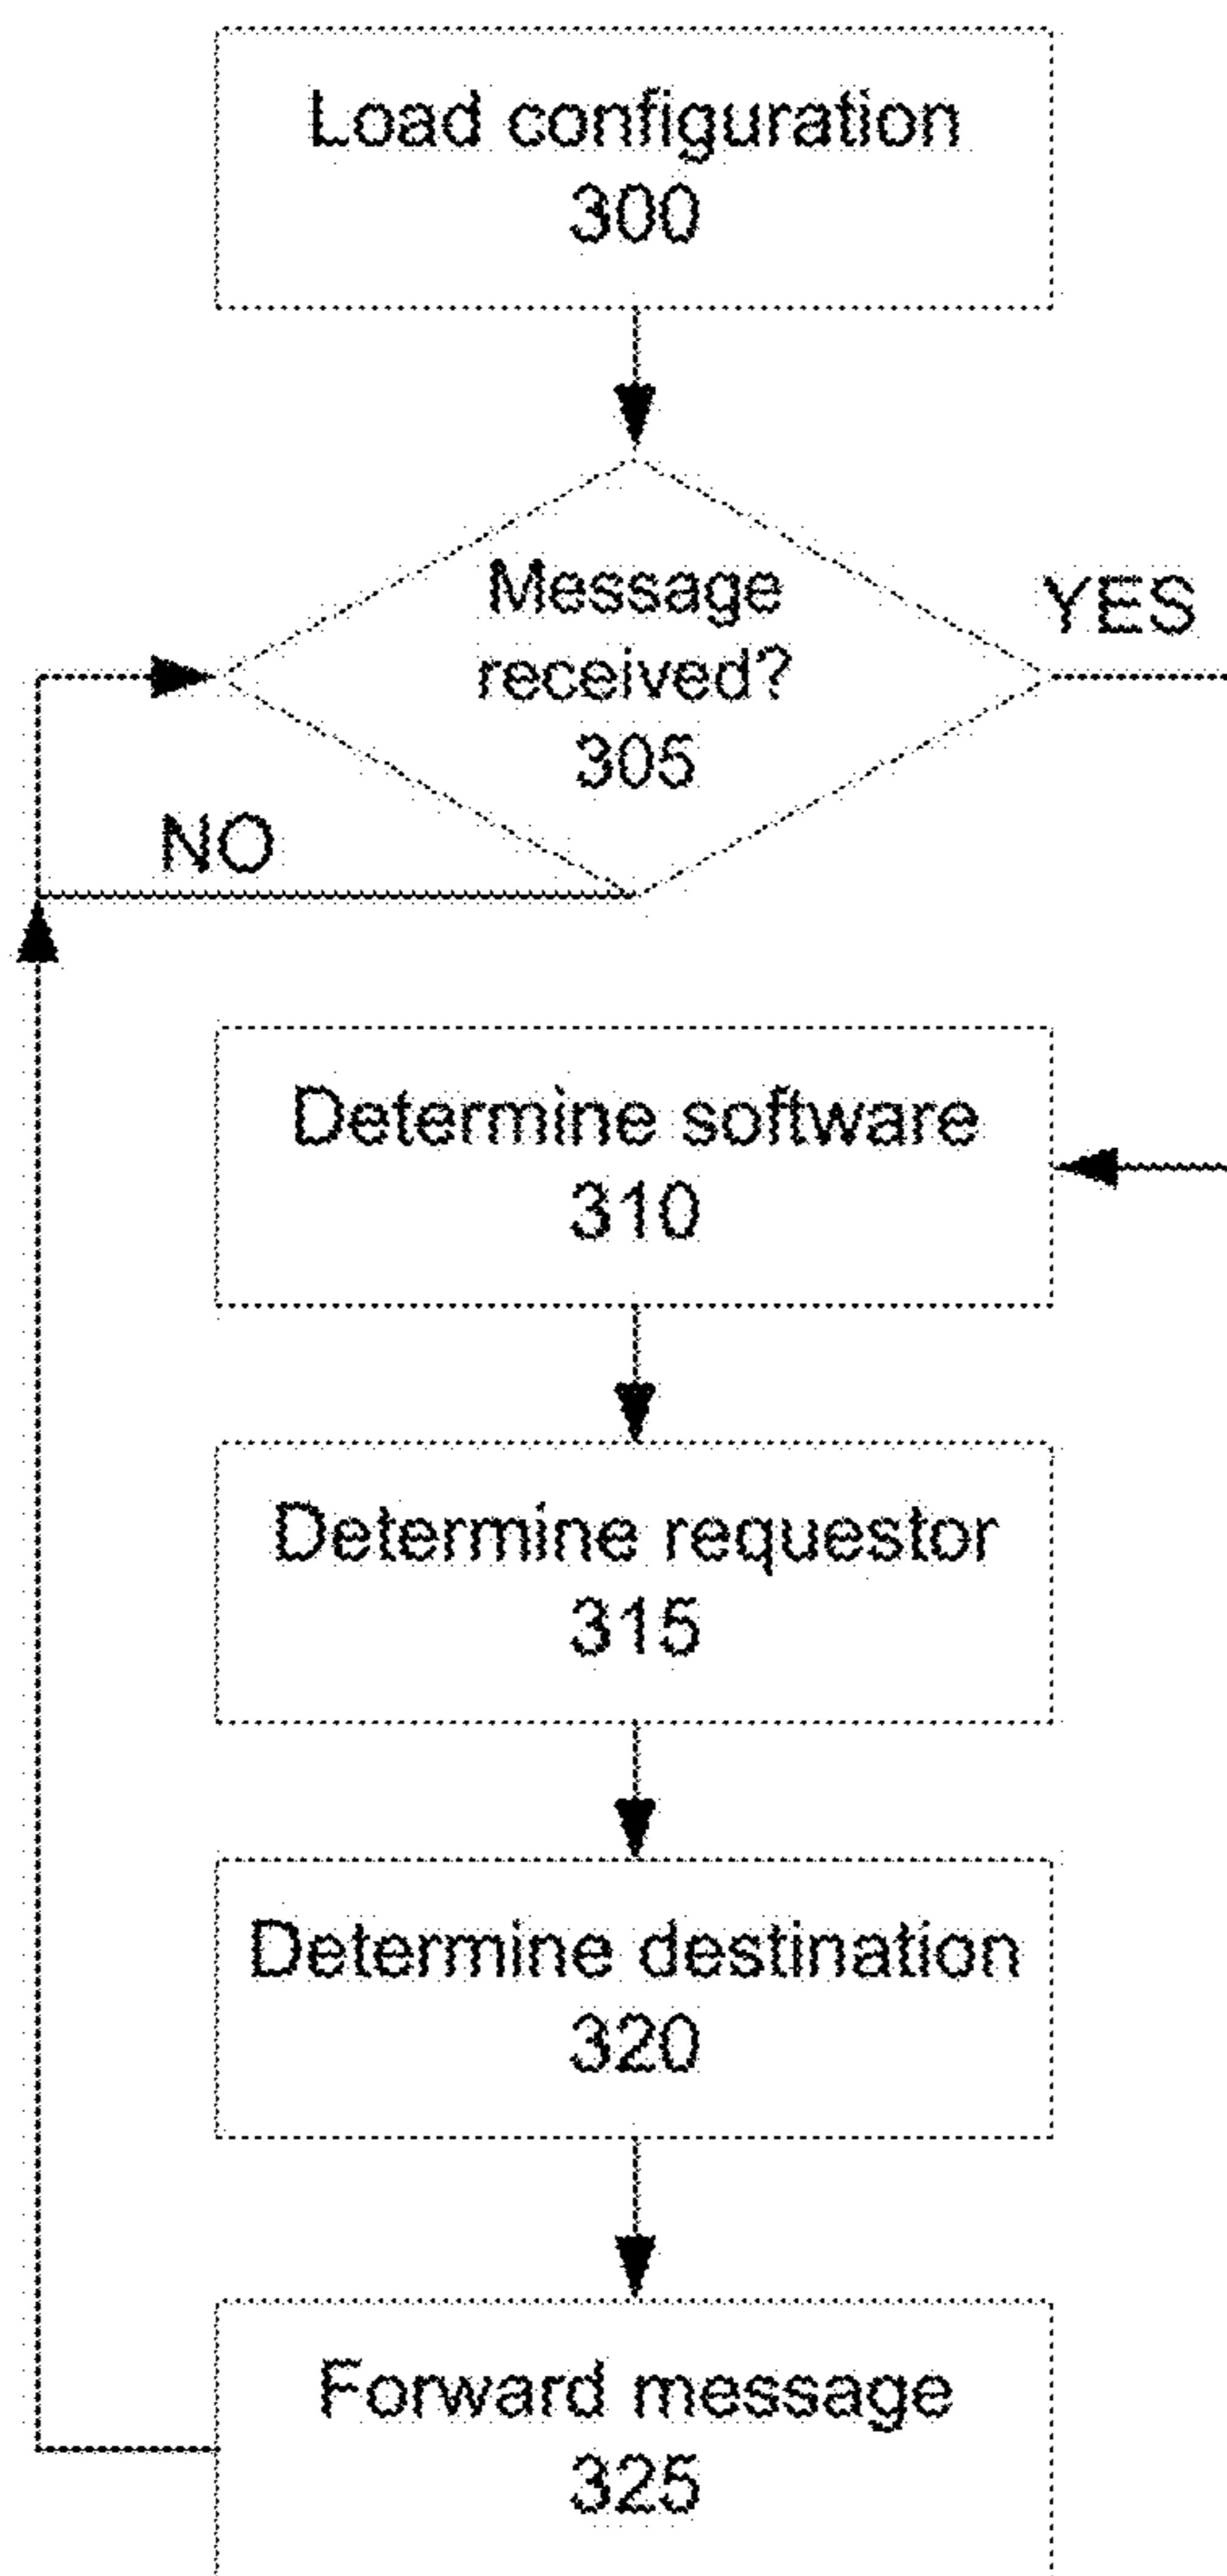 Load configuration
300
Message
received?
305
YES
NO
Determine software
310
Determine requestor
315
Determine destination
320
Forward message
325